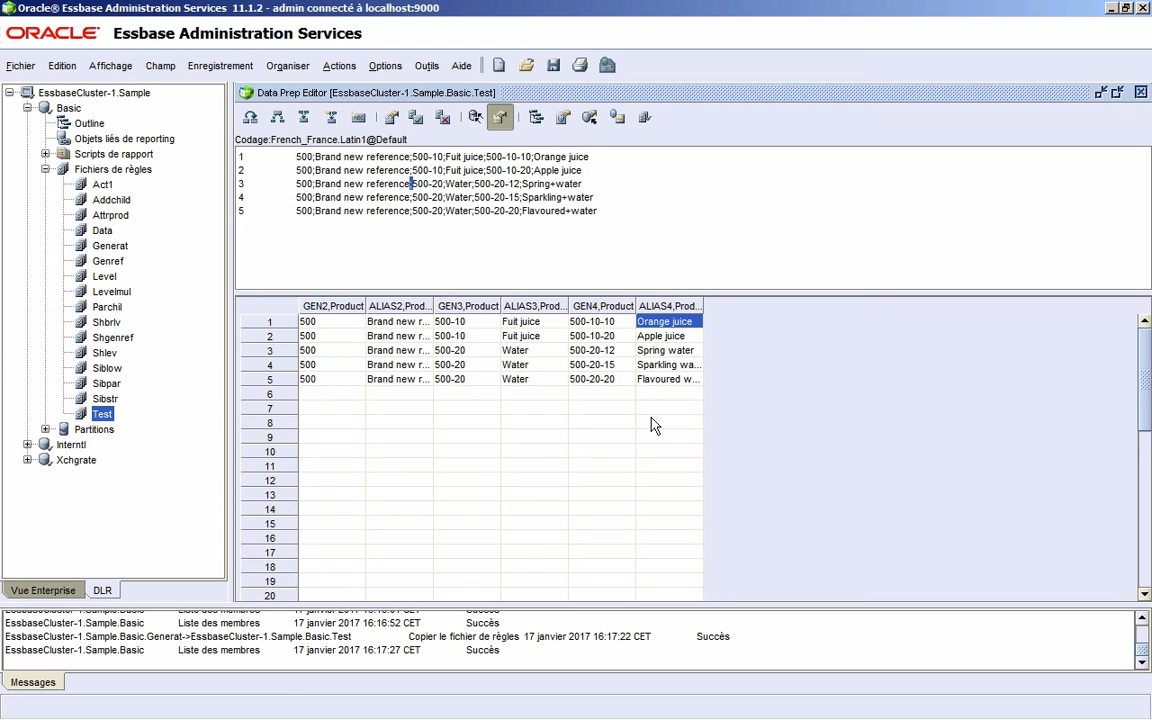 Oracle® Essbase Administration Services 11.1.2 - admin connecté à localhost:9000
ORACLE® Essbase Administration Services
Fichier Edition Affichage Champ Enregistrement Organiser Actions Options Outils Aide
EssbaseCluster-1.Sample
Basic
Outline
Objets liés de reporting
Scripts de rapport
Fichiers de règles
Act1
Addchild
Attrprod
Data
Generat
Genref
Level
Levelmul
Parchil
Shbrlv
Shgenref
Shlev
Siblow
Sibpar
Sibstr
Test
Partitions
Interntl
Xchgrate
Vue Enterprise DLR
Data Prep Editor [EssbaseCluster-1.Sample.Basic.Test]
Codage:French_France.Latin1@Default
1 500;Brand new reference;500-10;Fuit juice;500-10-10;Orange juice
2 500;Brand new reference;500-10;Fuit juice;500-10-20;Apple juice
3 500;Brand new reference;500-20;Water;500-20-12;Spring+water
4 500;Brand new reference;500-20;Water;500-20-15;Sparkling+water
5 500;Brand new reference;500-20;Water;500-20-20;Flavoured+water
GEN2,Product ALIAS2,Prod... GEN3,Product ALIAS3,Prod... GEN4,Product ALIAS4,Prod...
1 500 Brand new r... 500-10 Fuit juice 500-10-10 Orange juice
2 500 Brand new r... 500-10 Fuit juice 500-10-20 Apple juice
3 500 Brand new r... 500-20 Water 500-20-12 Spring water
4 500 Brand new r... 500-20 Water 500-20-15 Sparkling wa...
5 500 Brand new r... 500-20 Water 500-20-20 Flavoured w...
6
7
8
9
10
11
12
13
14
15
16
17
18
19
20
EssbaseCluster-1.Sample.Basic Liste des membres 17 janvier 2017 16:16:52 CET Succès
EssbaseCluster-1.Sample.Basic.Generat->EssbaseCluster-1.Sample.Basic.Test Copier le fichier de règles 17 janvier 2017 16:17:22 CET Succès
EssbaseCluster-1.Sample.Basic Liste des membres 17 janvier 2017 16:17:27 CET Succès
Messages